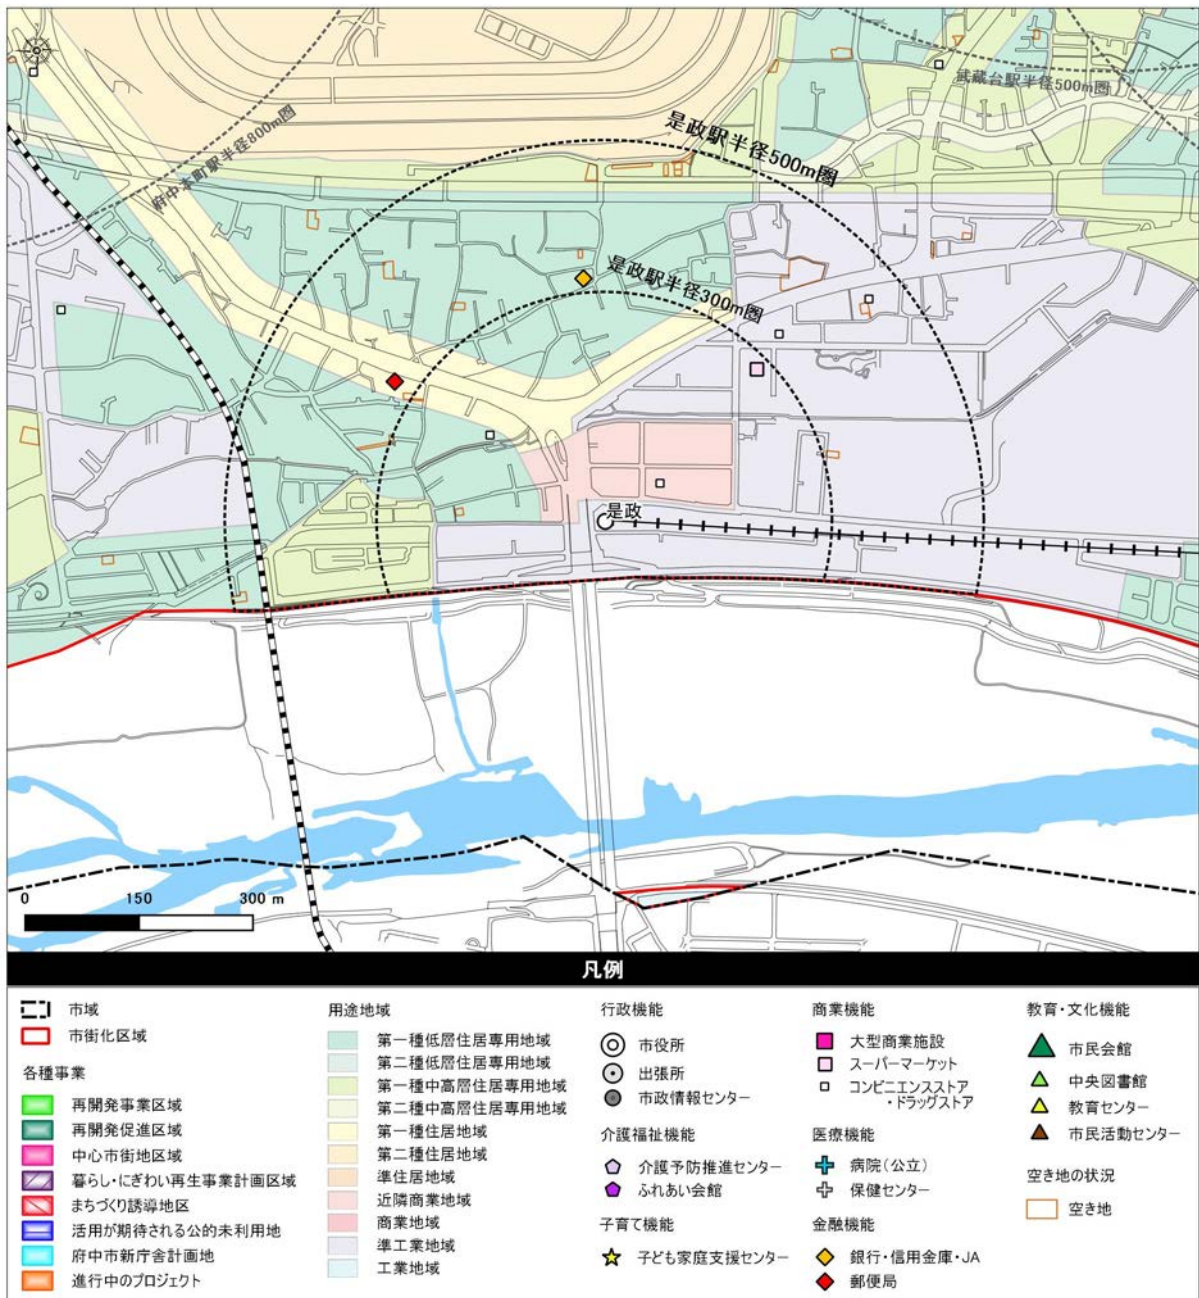 武蔵台駅半径500m圏
府中本町駅半径800m圏
是政駅半径500m圏
是政駅半径300m圏
是政
0 150 300 m
凡例
市域
市街化区域
各種事業
再開発事業区域
再開発促進区域
中心市街地区域
暮らし・にぎわい再生事業計画区域
まちづくり誘導地区
活用が期待される公的未利用地
府中市新庁舎計画地
進行中のプロジェクト
用途地域
第一種低層住居専用地域
第二種低層住居専用地域
第一種中高層住居専用地域
第二種中高層住居専用地域
第一種住居地域
第二種住居地域
準住居地域
近隣商業地域
商業地域
準工業地域
工業地域
行政機能
市役所
出張所
市政情報センター
介護福祉機能
介護予防推進センター
ふれあい会館
子育て機能
子ども家庭支援センター
商業機能
大型商業施設
スーパーマーケット
コンビニエンスストア
・ドラッグストア
医療機能
病院(公立)
保健センター
金融機能
銀行・信用金庫・JA
郵便局
教育・文化機能
市民会館
中央図書館
教育センター
市民活動センター
空き地の状況
空き地